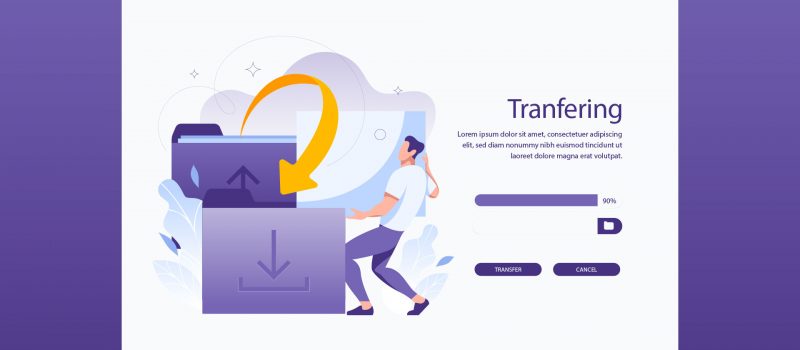 Tranfering
Lorem ipsum dolor sit amet, consectetuer adipiscing
elit, sed diam nonummy nibh euismod tincidunt ut
laoreet dolore magna erat volutpat.
90%
TRANSFER CANCEL